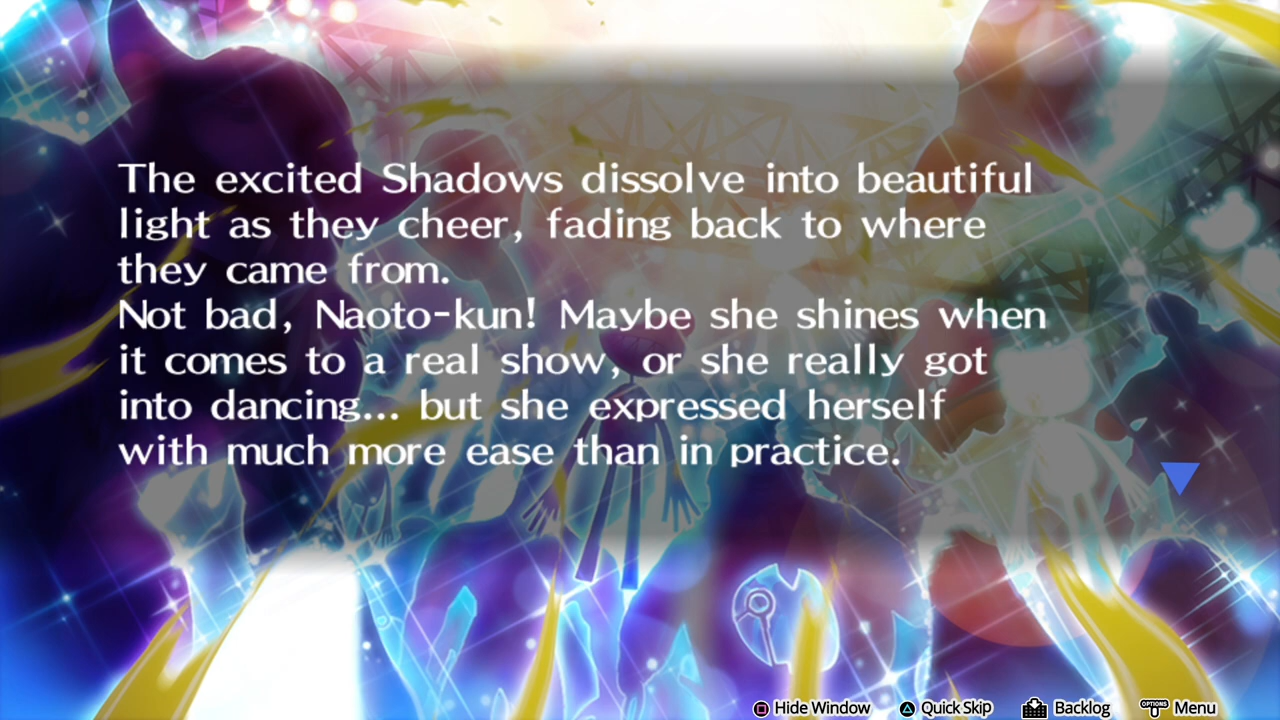 The excited Shadows dissolve into beautiful
light as they cheer, fading back to where
they came from.
Not bad, Naoto-kun! Maybe she shines when
it comes to a real show, or she really got
into dancing... but she expressed herself
with much more ease than in practice.
Hide Window Quick Skip Backlog OPTIONS Menu